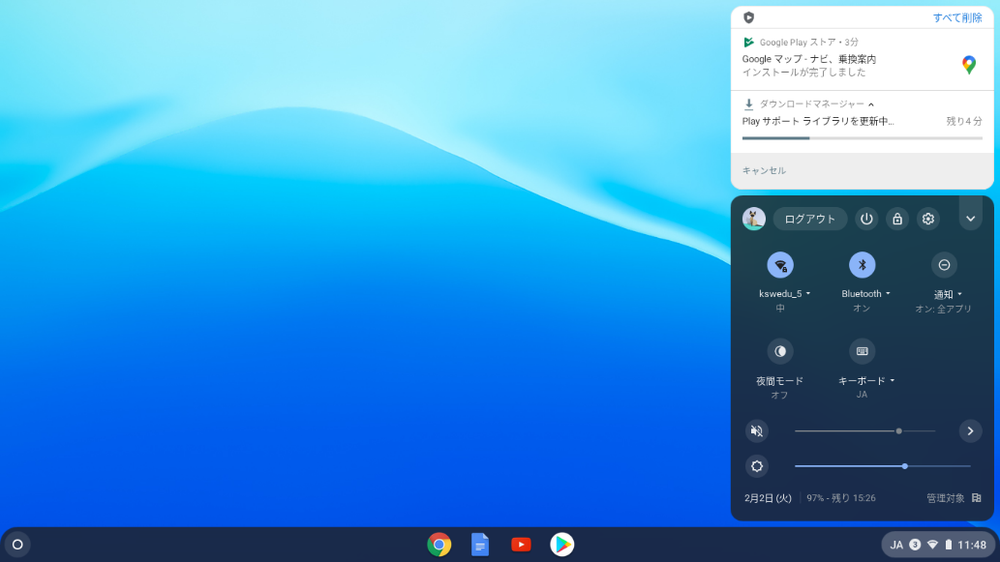 すべて削除
Google Play ストア • 3分
Google マップ - ナビ、乗換案内
インストールが完了しました
ダウンロードマネージャー
Play サポート ライブラリを更新中... 残り4 分
キャンセル
ログアウト
kswedu_5 Bluetooth 通知
中 オン オン: 全アプリ
夜間モード キーボード
オフ JA
2月2日 (火) 97% - 残り 15:26 管理対象
JA 3 11:48